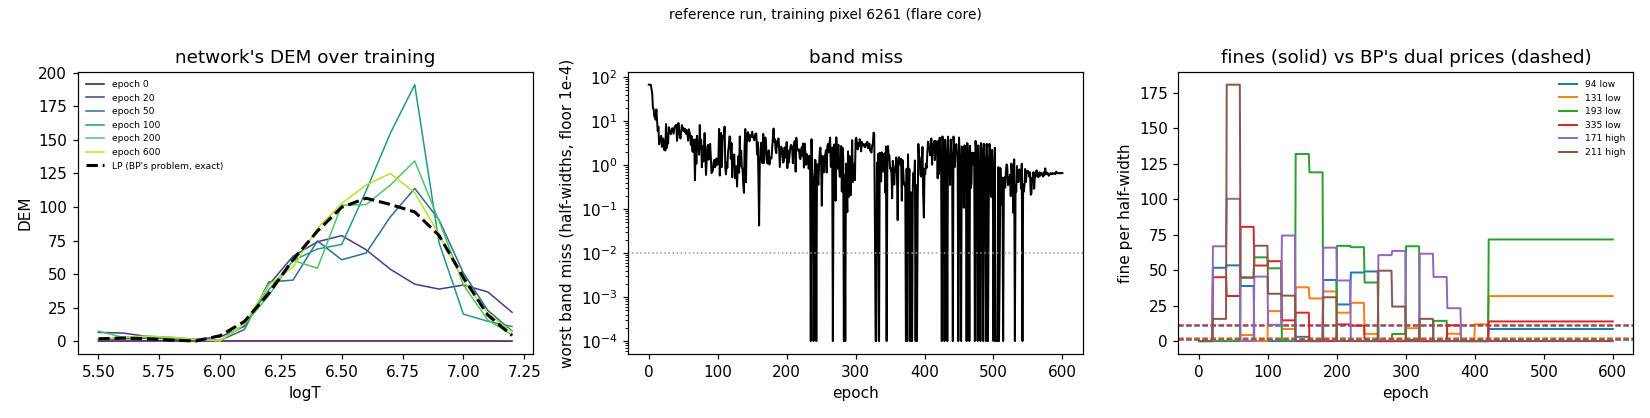 reference run, training pixel 6261 (flare core)
network's DEM over training
DEM
200
175
150
125
100
75
50
25
0
epoch 0
epoch 20
epoch 50
epoch 100
epoch 200
epoch 600
LP (BP's problem, exact)
5.50 5.75 6.00 6.25 6.50 6.75 7.00 7.25
logT
band miss
worst band miss (half-widths, floor 1e-4)
10²
10¹
10⁰
10⁻¹
10⁻²
10⁻³
10⁻⁴
0 100 200 300 400 500 600
epoch
fines (solid) vs BP's dual prices (dashed)
fine per half-width
175
150
125
100
75
50
25
0
94 low
131 low
193 low
335 low
171 high
211 high
0 100 200 300 400 500 600
epoch